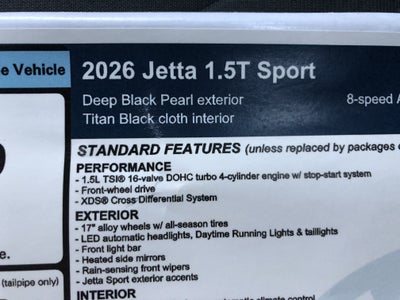 e Vehicle
2026 Jetta 1.5T Sport
Deep Black Pearl exterior 8-speed A
Titan Black cloth interior
STANDARD FEATURES (unless replaced by packages
PERFORMANCE
- 1.5L TSI® 16-valve DOHC turbo 4-cylinder engine w/ stop-start system
- Front-wheel drive
- XDS® Cross Differential System
EXTERIOR
- 17" alloy wheels w/ all-season tires
- LED automatic headlights, Daytime Running Lights & taillights
- Front light bar
- Heated side mirrors
e.
- Rain-sensing front wipers
- Jetta Sport exterior accents
(tailpipe only)
INTERIOR
automatic climate control